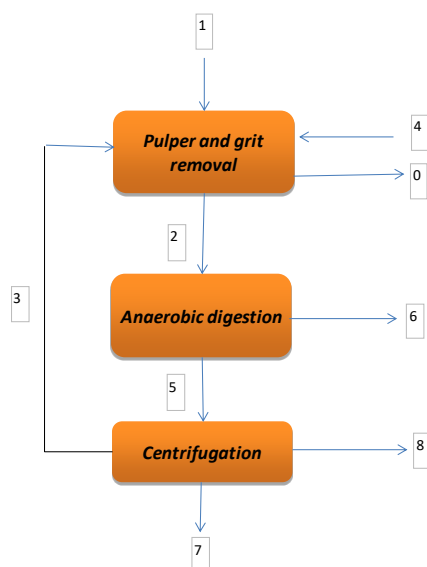 1
4
Pulper and grit
removal
0
2
3
Anaerobic digestion
6
5
Centrifugation
8
7